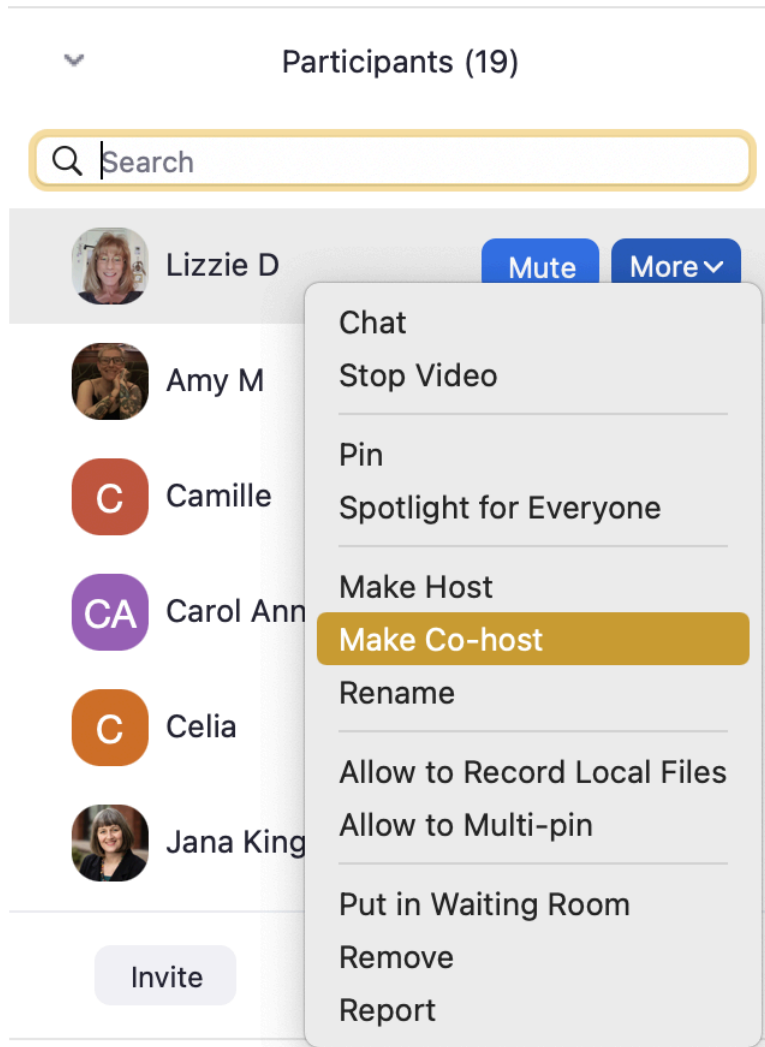 Participants (19)
Search
Lizzie D
Mute
More
Chat
Stop Video
Amy M
Pin
Camille
Spotlight for Everyone
Make Host
CA
Carol Ann
Make Co-host
Rename
C
Celia
Allow to Record Local Files
Allow to Multi-pin
Jana King
Put in Waiting Room
Invite
Remove
Report